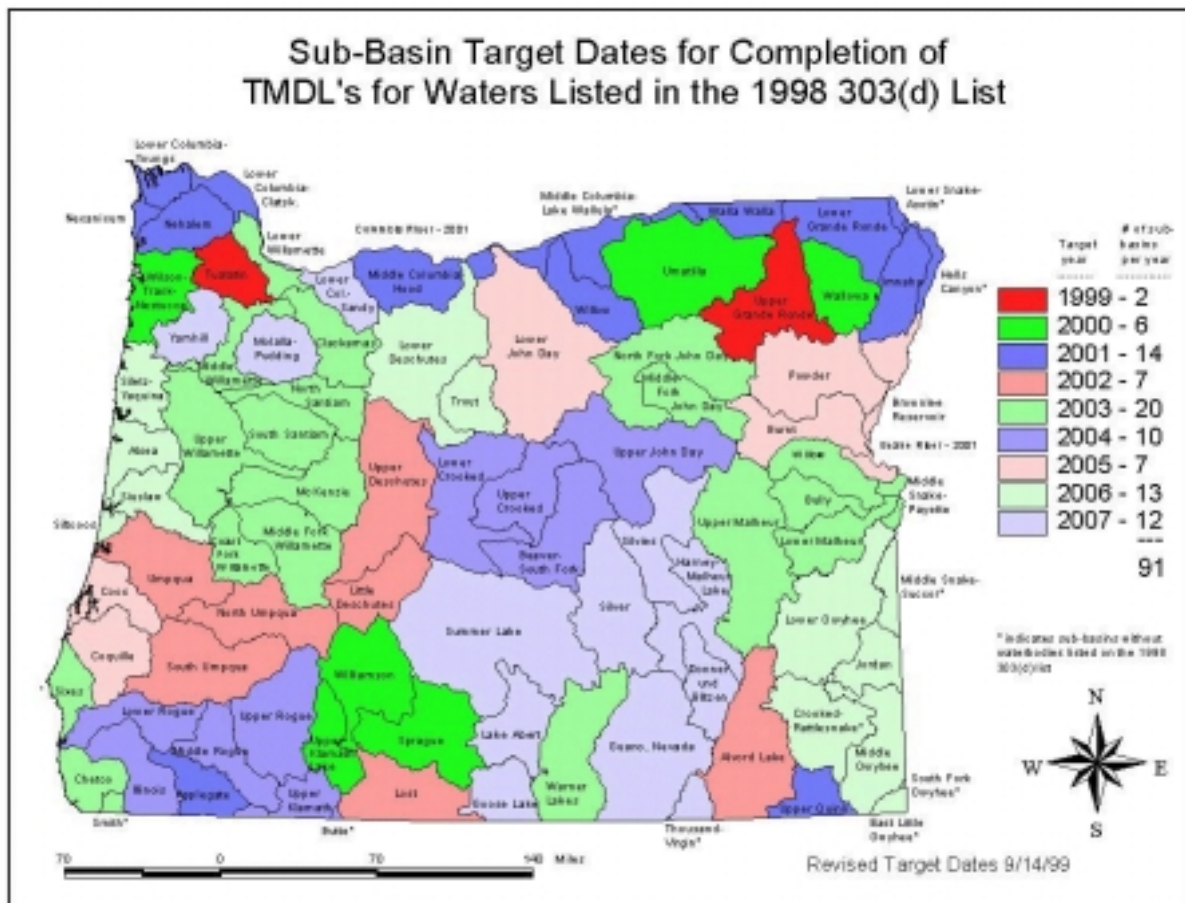 Sub-Basin Target Dates for Completion of
TMDL's for Waters Listed in the 1998 303(d) List
Lower Columbia-
Youngs
Lower
Columbia-
Clatsk.
Necanicum
Nehalem
Lower
Willamette
Tualatin
Wilson-
Trask-
Nestucca
Yamhill
Molalla-
Pudding
Lower
Col-
Sandy
Clackamas
Middle Columbia
Hood
Middle Columbia-
Lake Wallula*
Walla Walla
Lower
Grande Ronde
Lower Snake-
Asotin*
Imnaha
Hells
Canyon*
Umatilla
Willow
Wallowa
Upper
Grande Ronde
Lower
Deschutes
Trout
Lower
John Day
North Fork John Day
Middle
Fork
John Day
Powder
Burnt
Brownlee
Reservoir
Snake River - 2001
Siletz-
Yaquina
Alsea
Siuslaw
Siltcoos
Middle
Willamette
North
Santiam
South Santiam
Upper
Willamette
McKenzie
Middle Fork
Willamette
Coast
Fork
Willamette
Upper
Deschutes
Little
Deschutes
Lower
Crooked
Upper
Crooked
Beaver-
South Fork
Upper John Day
Willow
Bully
Middle
Snake-
Payette
Upper Malheur
Lower Malheur
Silvies
Harney-
Malheur
Lake
Silver
Summer Lake
Donner
und
Blitzen
Middle Snake-
Succor*
Lower Owyhee
Jordan
Crooked-
Rattlesnake*
Middle
Owyhee
South Fork
Owyhee*
East Little
Owyhee*
Umpqua
North Umpqua
South Umpqua
Coos
Coquille
Sixes
Lower Rogue
Middle Rogue
Upper Rogue
Chetco
Illinois
Applegate
Smith*
Upper
Klamath
Butte*
Williamson
Sprague
Upper
Klamath
Lake
Lost
Lake Abert
Goose Lake
Warner
Lakes
Guano, Nevada
Thousand-
Virgin*
Alvord Lake
Upper Quinn
Target
year
# of sub-
basins
per year
1999 - 2
2000 - 6
2001 - 14
2002 - 7
2003 - 20
2004 - 10
2005 - 7
2006 - 13
2007 - 12
91
* indicates sub-basins without
waterbodies listed on the 1998
303(d) list
N
W
E
S
70 0 70 140 Miles
Revised Target Dates 9/14/99